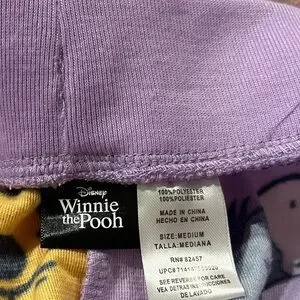 Disney
Winnie
the Pooh
100% POLYESTER
100%POLIESTER
MADE IN CHINA
HECHO EN CHINA
SIZE:MEDIUM
TALLA:MEDIANA
RN# 82457
SEE REVERSE FOR CARE
VEA DETRAS INSTRUCCIONES
DE LAVADO